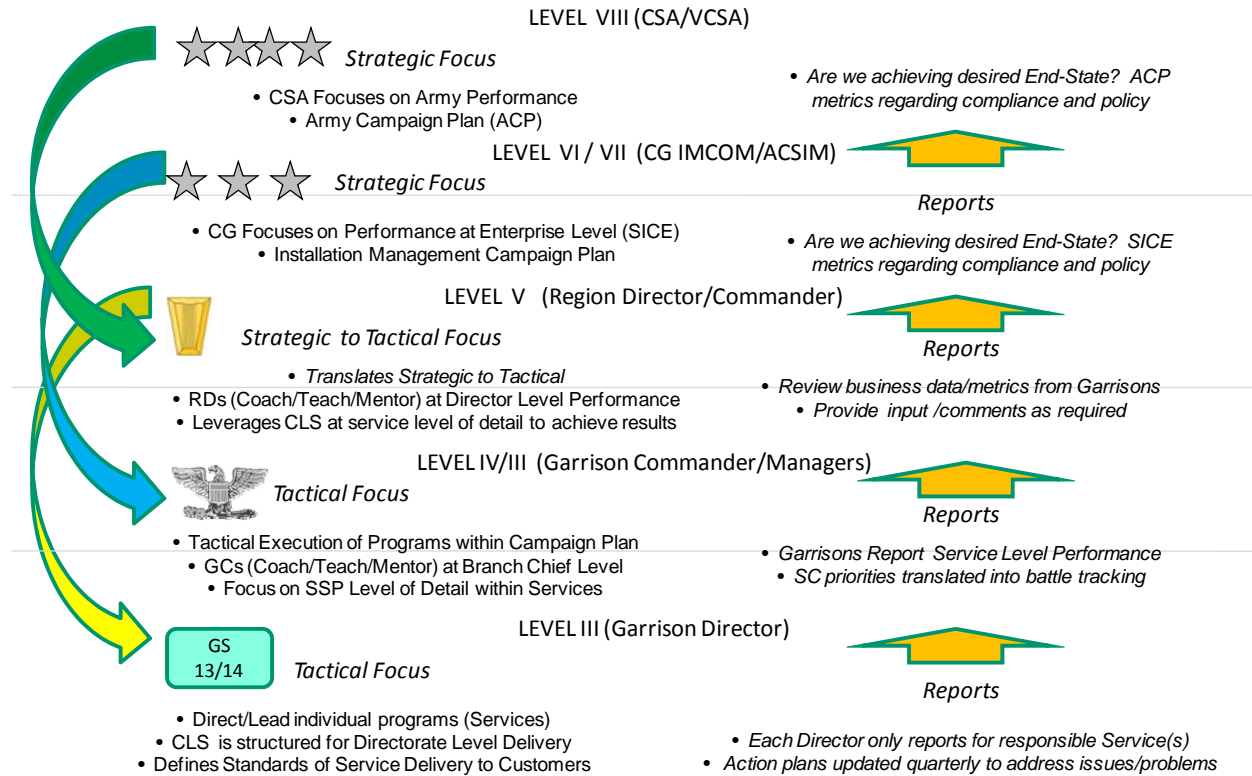 LEVEL VIII (CSA/VCSA)
Strategic Focus
• CSA Focuses on Army Performance
• Army Campaign Plan (ACP)
• Are we achieving desired End-State? ACP
metrics regarding compliance and policy
LEVEL VI / VII (CG IMCOM/ACSIM)
Strategic Focus
Reports
• CG Focuses on Performance at Enterprise Level (SICE)
• Installation Management Campaign Plan
• Are we achieving desired End-State? SICE
metrics regarding compliance and policy
LEVEL V (Region Director/Commander)
Strategic to Tactical Focus
Reports
• Translates Strategic to Tactical
• RDs (Coach/Teach/Mentor) at Director Level Performance
• Leverages CLS at service level of detail to achieve results
• Review business data/metrics from Garrisons
• Provide input /comments as required
LEVEL IV/III (Garrison Commander/Managers)
Tactical Focus
Reports
• Tactical Execution of Programs within Campaign Plan
• GCs (Coach/Teach/Mentor) at Branch Chief Level
• Focus on SSP Level of Detail within Services
• Garrisons Report Service Level Performance
• SC priorities translated into battle tracking
LEVEL III (Garrison Director)
GS
13/14
Tactical Focus
Reports
• Direct/Lead individual programs (Services)
• CLS is structured for Directorate Level Delivery
• Defines Standards of Service Delivery to Customers
• Each Director only reports for responsible Service(s)
• Action plans updated quarterly to address issues/problems